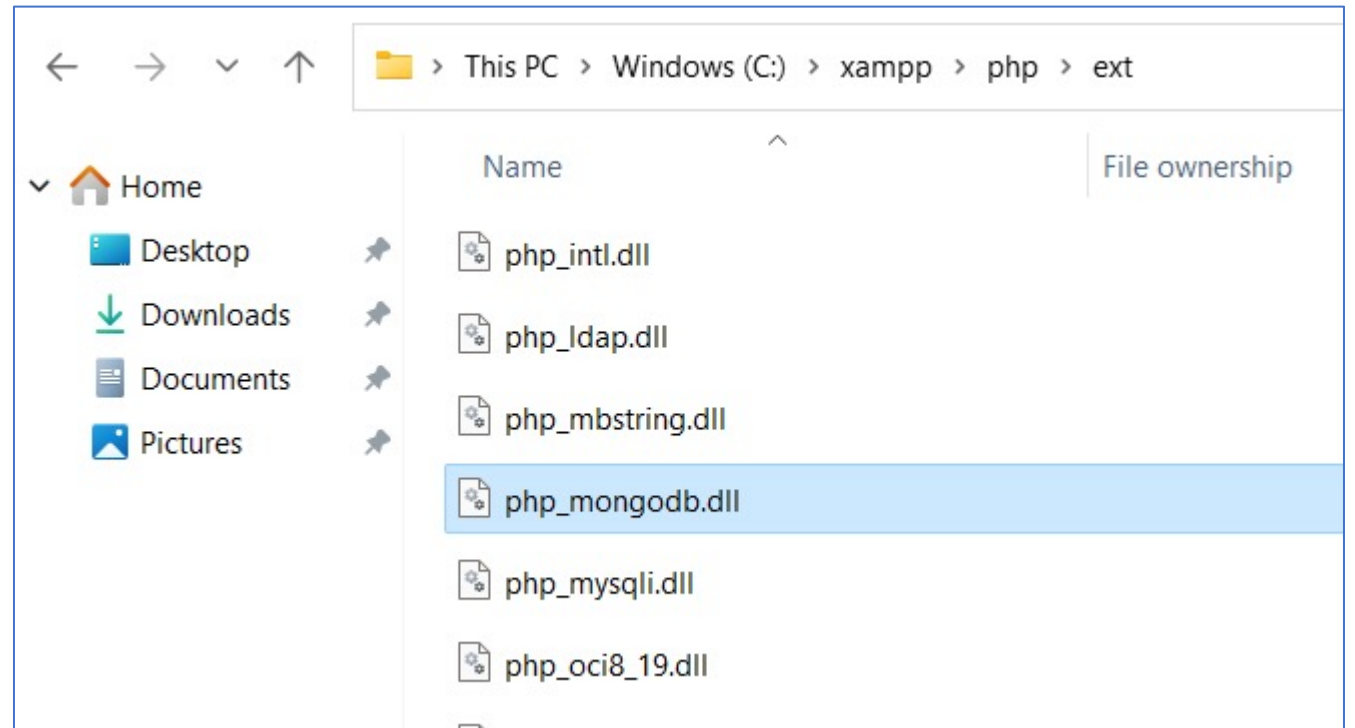 This PC > Windows (C:) > xampp > php > ext
Name File ownership
Home
Desktop
Downloads
Documents
Pictures
php_intl.dll
php_ldap.dll
php_mbstring.dll
php_mongodb.dll
php_mysqli.dll
php_oci8_19.dll